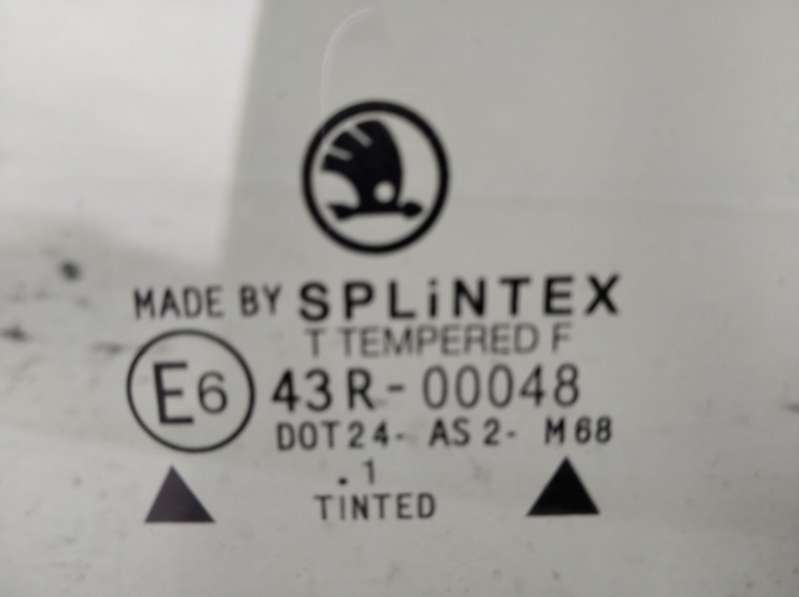 MADE BY SPLiNTEX
T TEMPERED F
E6 43R-00048
DOT24- AS2- M68
.1
TINTED